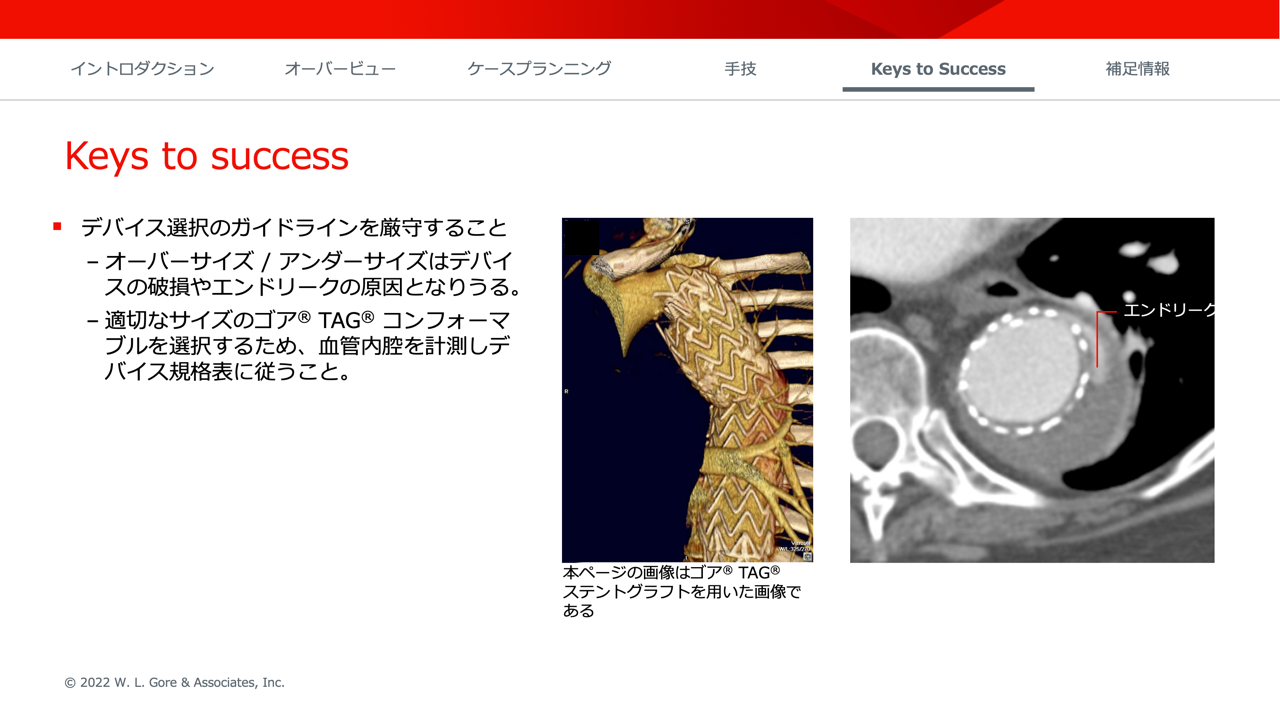 イントロダクション
オーバービュー
ケースプランニング
手技
Keys to Success
補足情報
Keys to success
▪ デバイス選択のガイドラインを厳守すること
– オーバーサイズ / アンダーサイズはデバイ
スの破損やエンドリークの原因となりうる。
– 適切なサイズのゴア® TAG® コンフォーマ
ブルを選択するため、血管内腔を計測しデ
バイス規格表に従うこと。
R
エンドリーク
本ページの画像はゴア® TAG®
ステントグラフトを用いた画像で
ある
© 2022 W. L. Gore & Associates, Inc.